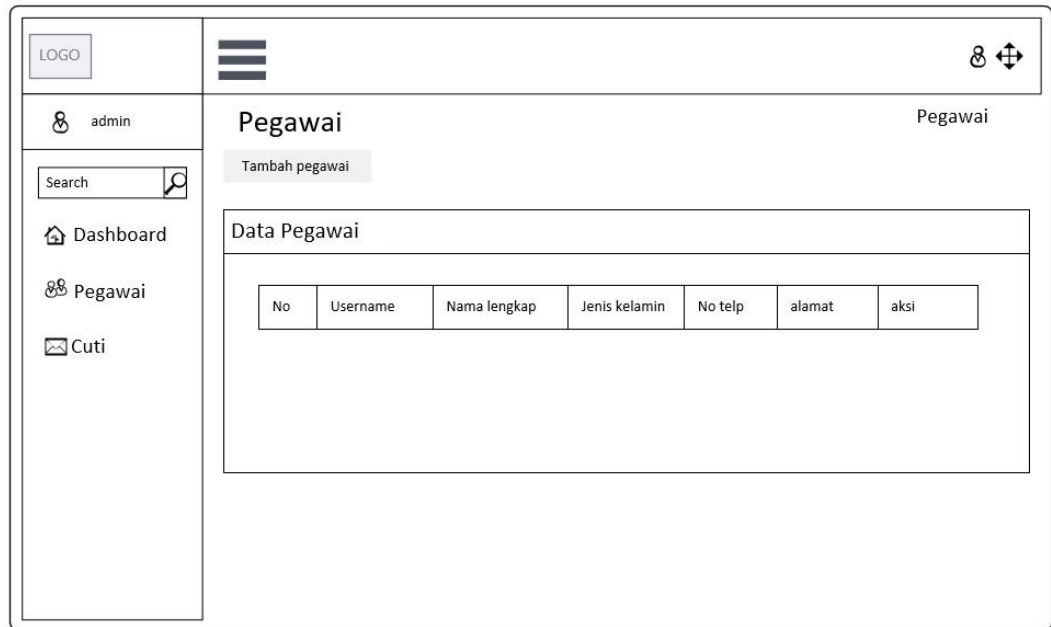 LOGO
admin
Search
Dashboard
Pegawai
Cuti
Pegawai
Pegawai
Tambah pegawai
Data Pegawai
No Username Nama lengkap Jenis kelamin No telp alamat aksi